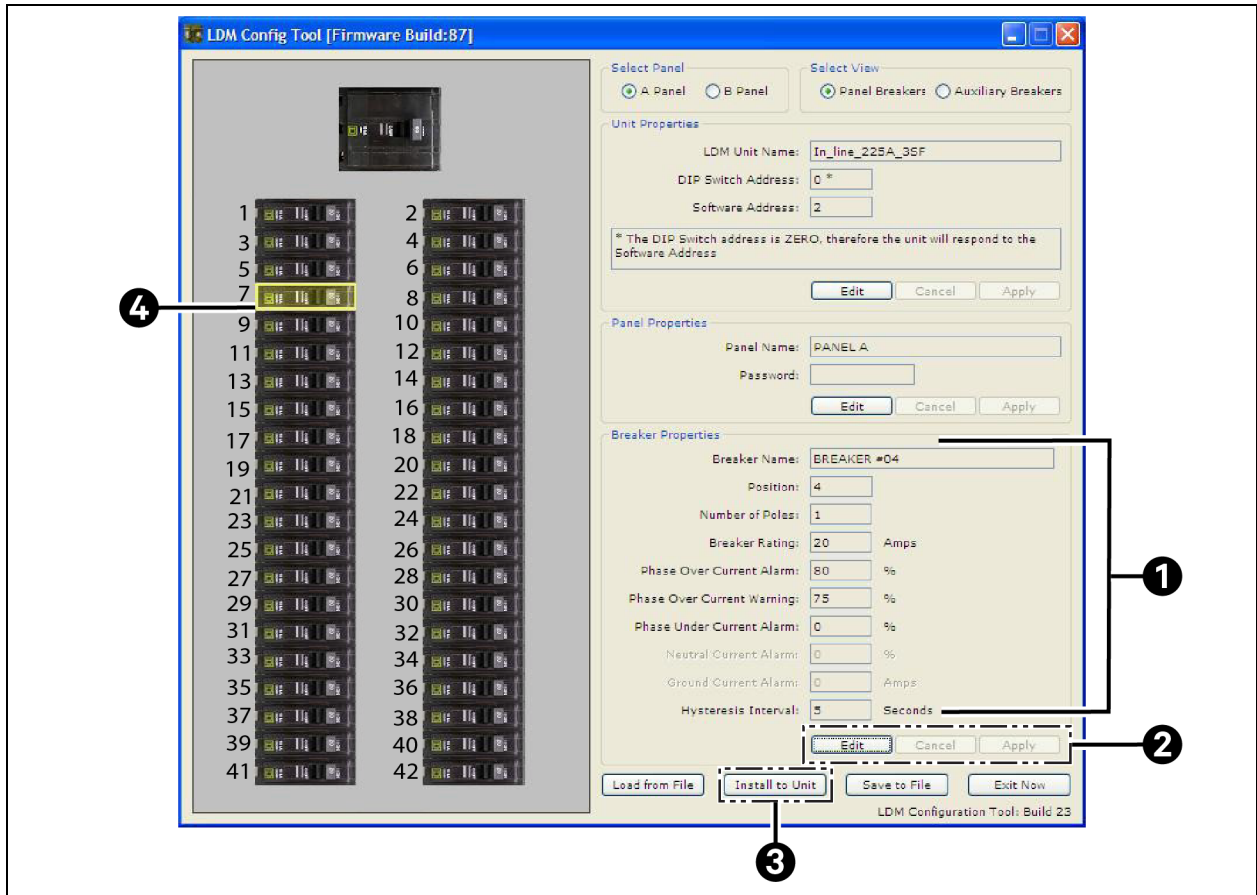 LDM Config Tool [Firmware Build:87]
Select Panel
A Panel B Panel
Select View
Panel Breakers Auxiliary Breakers
Unit Properties
LDM Unit Name: In_line_225A_3SF
DIP Switch Address: 0 *
Software Address: 2
* The DIP Switch address is ZERO, therefore the unit will respond to the
Software Address
Edit Cancel Apply
Panel Properties
Panel Name: PANEL A
Password:
Edit Cancel Apply
Breaker Properties
Breaker Name: BREAKER #04
Position: 4
Number of Poles: 1
Breaker Rating: 20 Amps
Phase Over Current Alarm: 80 %
Phase Over Current Warning: 75 %
Phase Under Current Alarm: 0 %
Neutral Current Alarm: 0 %
Ground Current Alarm: 0 Amps
Hysteresis Interval: 5 Seconds
Edit Cancel Apply
Load from File Install to Unit Save to File Exit Now
LDM Configuration Tool: Build 23
1 2
3 4
5 6
7 8
9 10
11 12
13 14
15 16
17 18
19 20
21 22
23 24
25 26
27 28
29 30
31 32
33 34
35 36
37 38
39 40
41 42
4
1
2
3